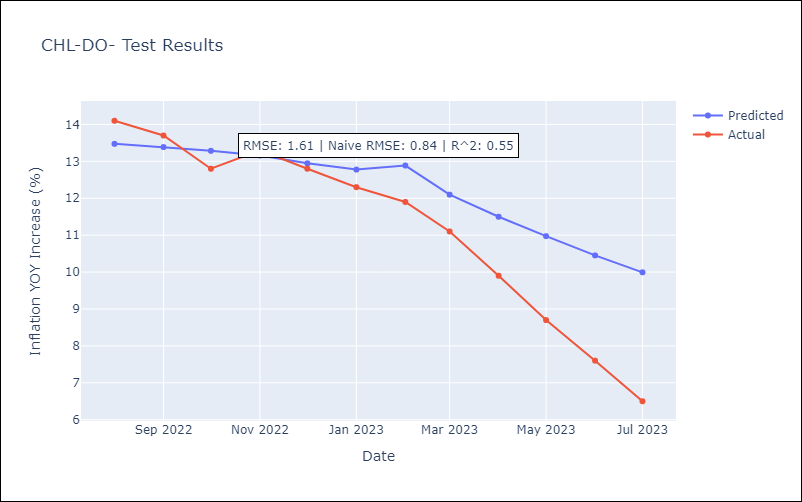 CHL-DO- Test Results
Predicted
Actual
RMSE: 1.61 | Naive RMSE: 0.84 | R^2: 0.55
Inflation YOY Increase (%)
14
13
12
11
10
9
8
7
6
Sep 2022 Nov 2022 Jan 2023 Mar 2023 May 2023 Jul 2023
Date